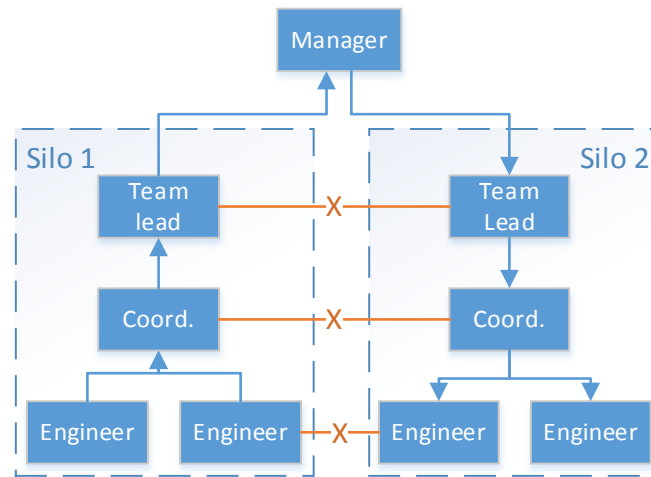 Manager
Silo 1
Silo 2
Team
lead
X
Team
Lead
Coord.
X
Coord.
Engineer
Engineer
X
Engineer
Engineer